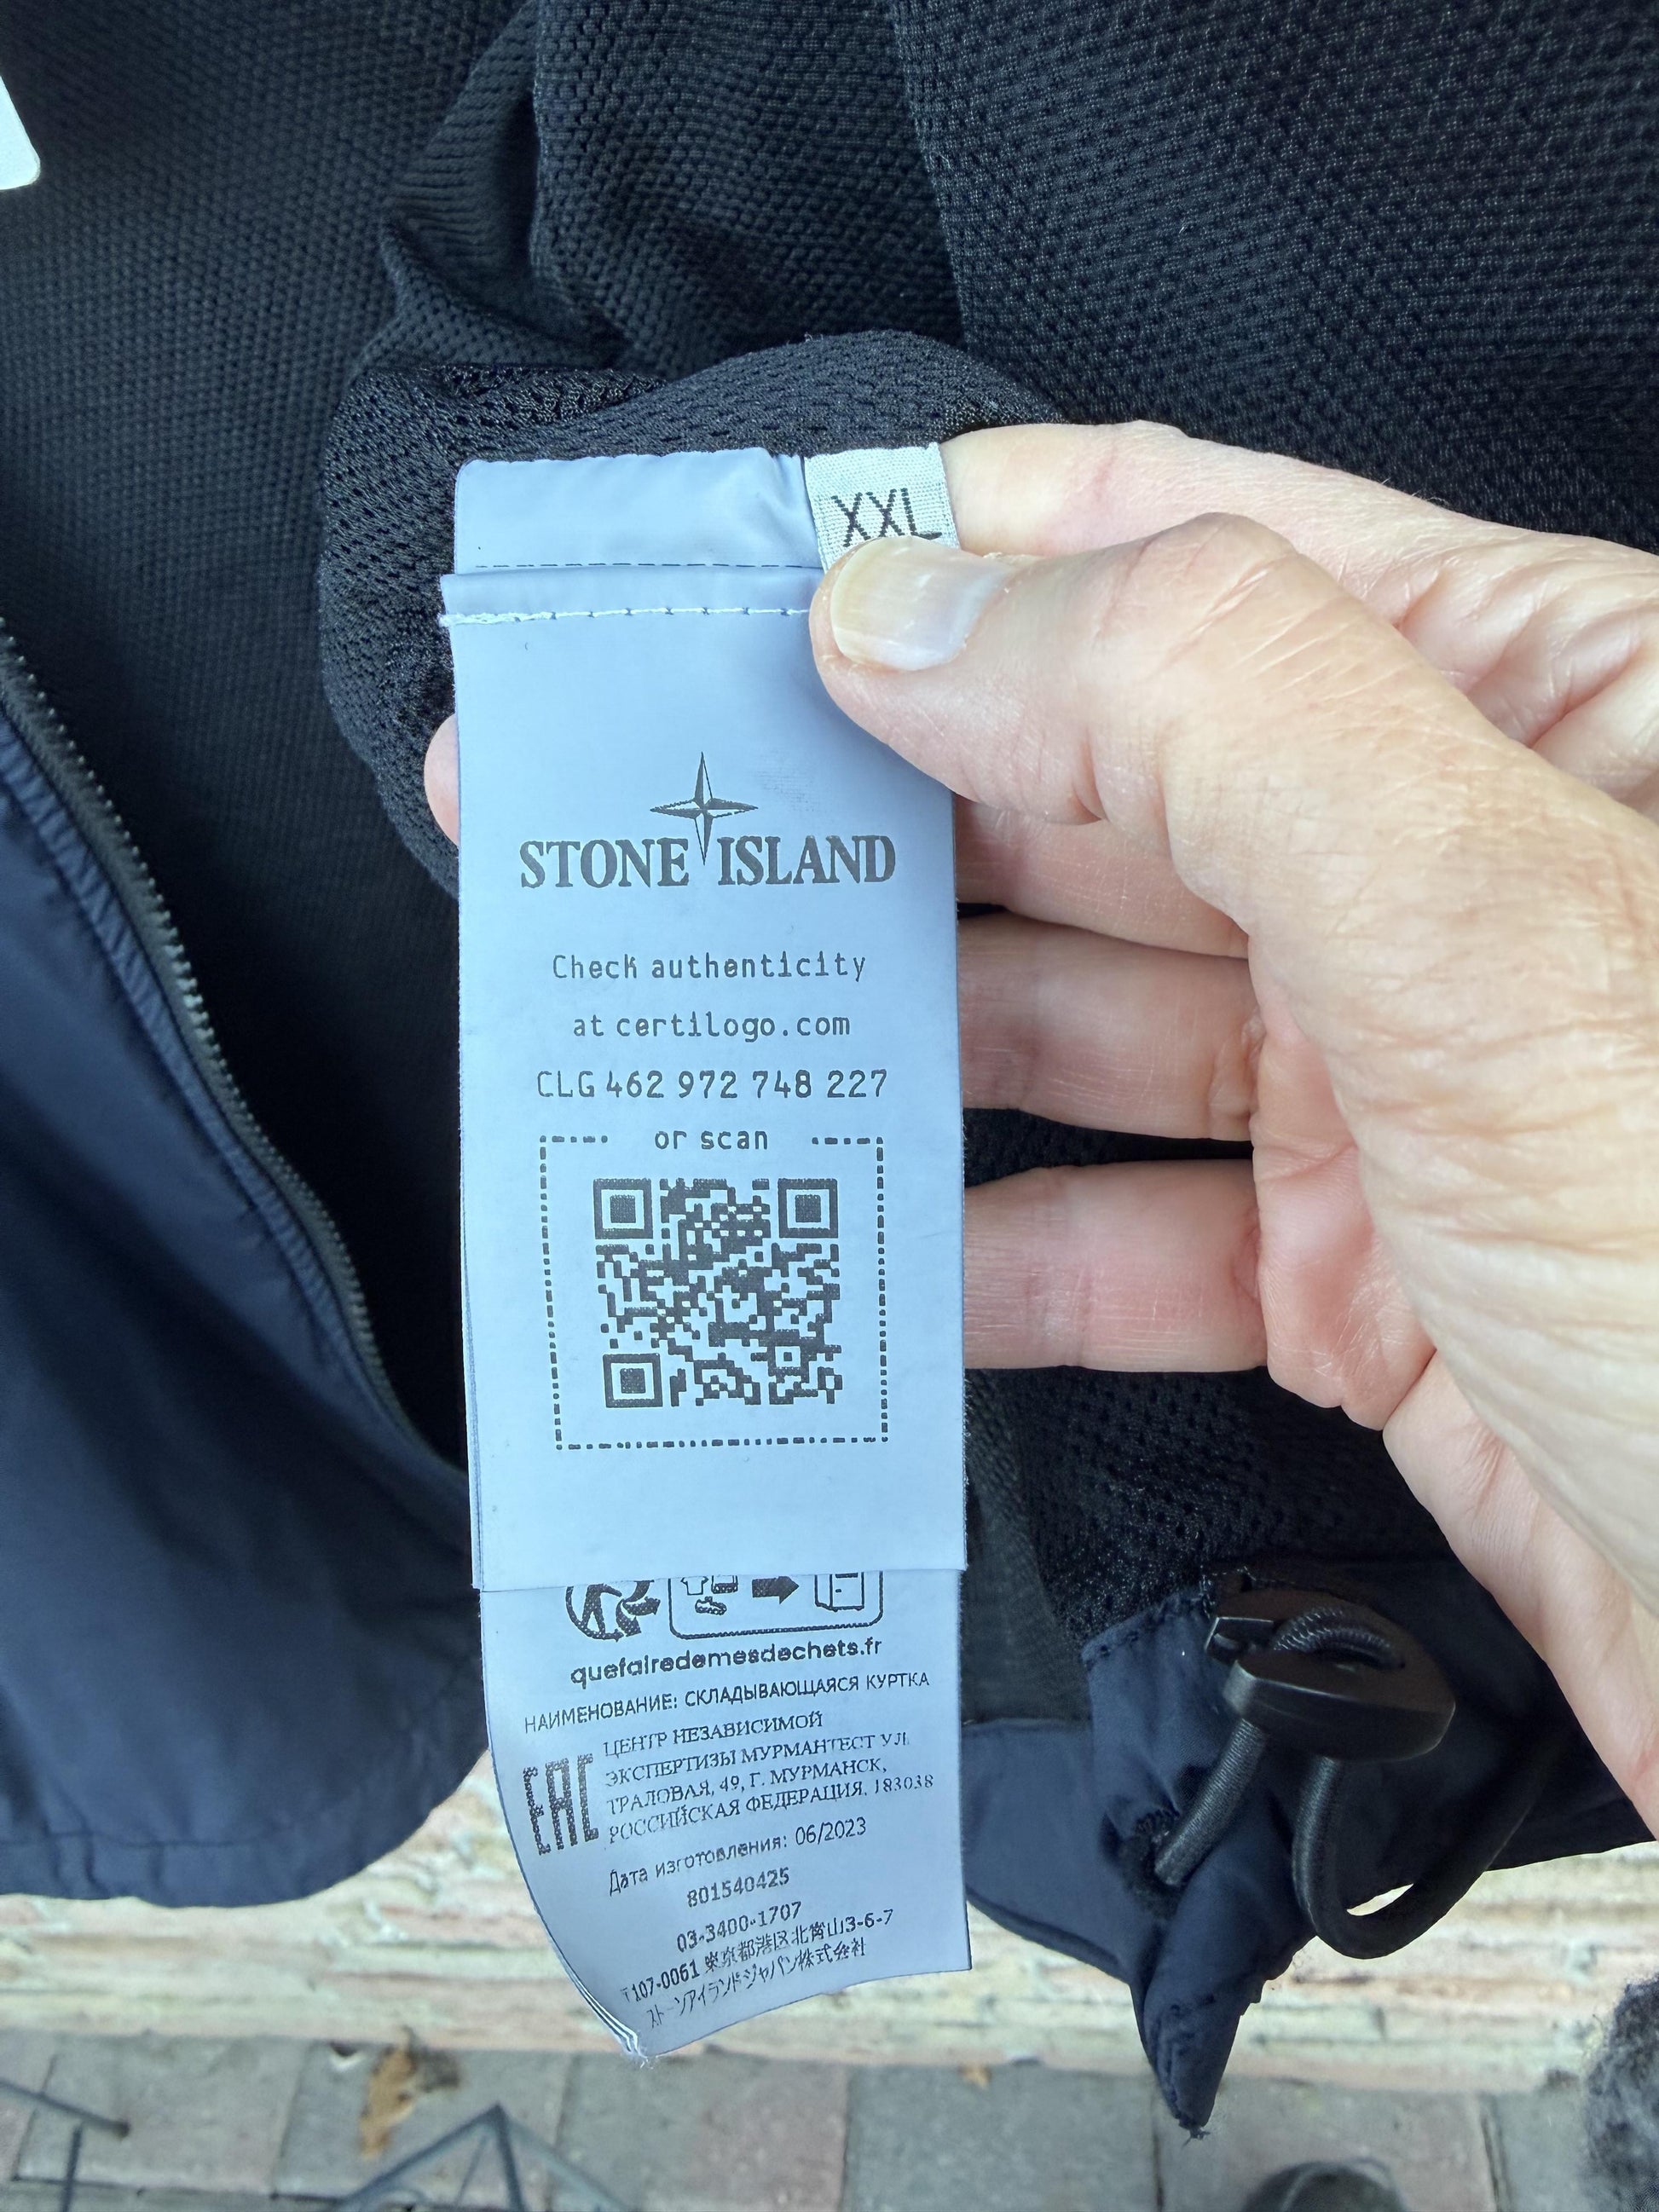 XXL
STONE ISLAND
Check authenticity
at certilogo.com
CLG 462 972 748 227
or scan
quefairedemesdechets.fr
НАИМЕНОВАНИЕ: СКЛАДЫВАЮЩАЯСЯ КУРТКА
EAC
ЦЕНТР НЕЗАВИСИМОЙ
ЭКСПЕРТИЗЫ МУРМАНТЕСТ УЛ.
ТРАЛОВАЯ, 49, Г. МУРМАНСК,
РОССИЙСКАЯ ФЕДЕРАЦИЯ, 183038
Дата изготовления: 06/2023
801540425
03-3400-1707
〒107-0061 東京都港区北青山3-6-7
ストーンアイランドジャパン株式会社